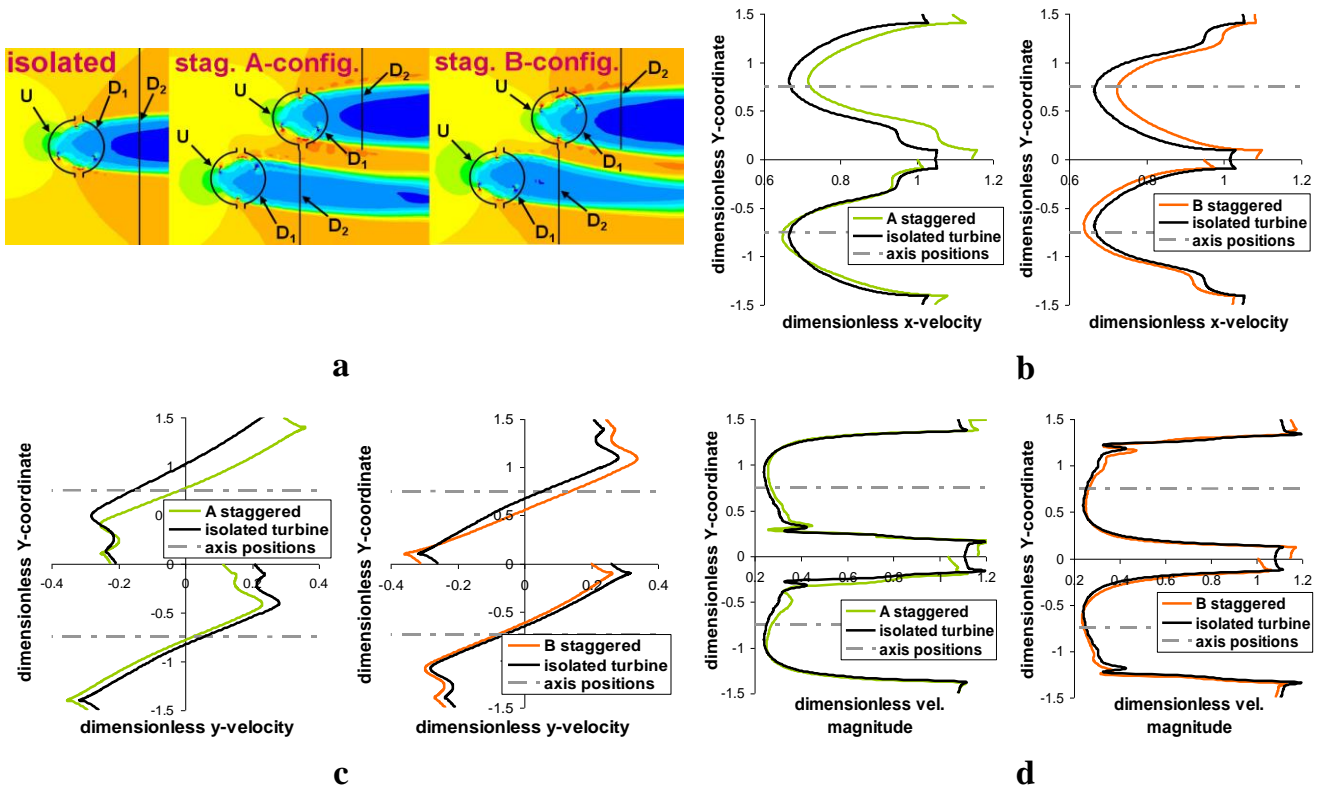 isolated
stag. A-config.
stag. B-config.
U
D1
D2
U
D2
U
D1
D1
D2
U
D2
U
D1
D1
D2
dimensionless Y-coordinate
1.5
1
0.5
0
-0.5
-1
-1.5
0.6
0.8
1
1.2
A staggered
isolated turbine
axis positions
dimensionless x-velocity
dimensionless Y-coordinate
1.5
1
0.5
0
-0.5
-1
-1.5
0.6
0.8
1
1.2
B staggered
isolated turbine
axis positions
dimensionless x-velocity
a
b
dimensionless Y-coordinate
1.5
1
0
0
-0.5
-1
-1.5
-0.4
-0.2
0
0.2
0.4
A staggered
isolated turbine
axis positions
dimensionless y-velocity
dimensionless Y-coordinate
1.5
1
0.5
0
-0.5
-1
-1.5
-0.4
-0.2
0
0.2
0.4
B staggered
isolated turbine
axis positions
dimensionless y-velocity
dimensionless Y-coordinate
1.5
1
0.5
0
-0.5
-1
-1.5
0.2
0.4
0.6
0.8
1
1.2
A staggered
isolated turbine
axis positions
dimensionless vel.
magnitude
dimensionless Y-coordinate
1.5
1
0.5
0
-0.5
-1
-1.5
0.2
0.4
0.6
0.8
1
1.2
B staggered
isolated turbine
axis positions
dimensionless vel.
magnitude
c
d